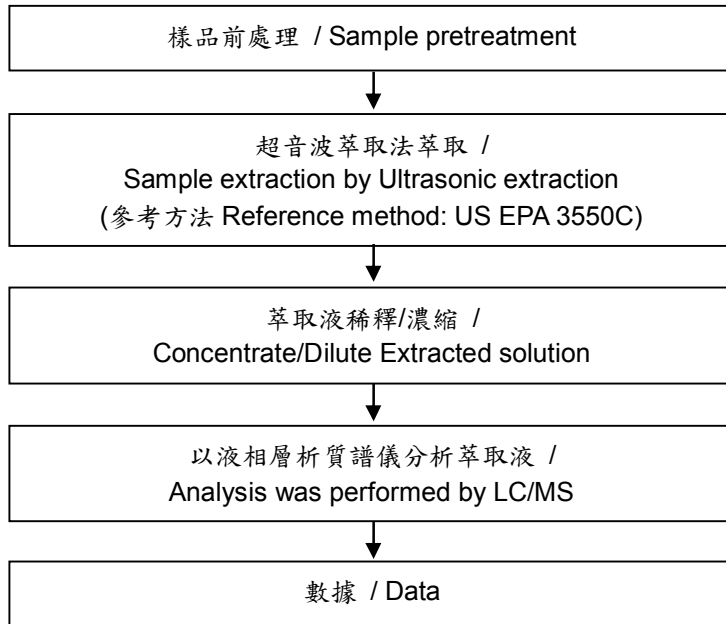 樣品前處理 / Sample pretreatment
超音波萃取法萃取 /
Sample extraction by Ultrasonic extraction
(參考方法 Reference method: US EPA 3550C)
萃取液稀釋/濃縮 /
Concentrate/Dilute Extracted solution
以液相層析質譜儀分析萃取液 /
Analysis was performed by LC/MS
數據 / Data